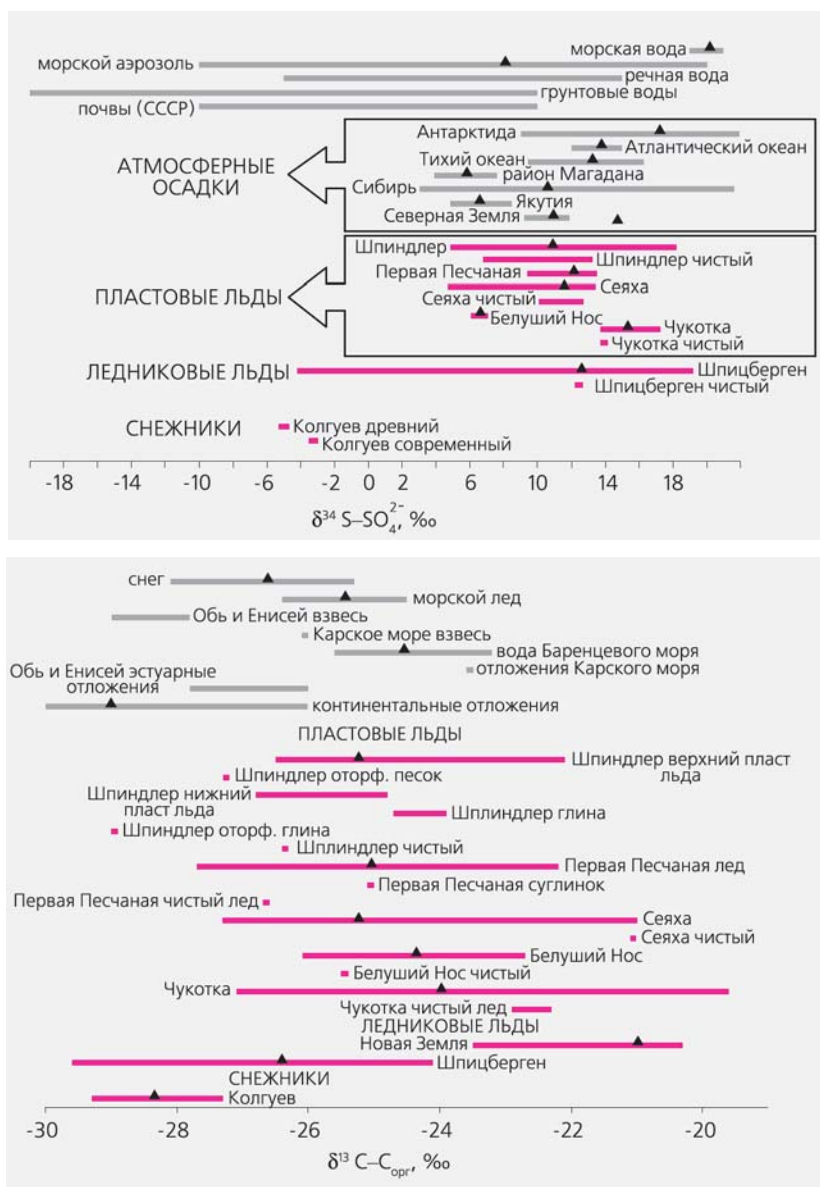 морская вода
морской аэрозоль
речная вода
грунтовые воды
почвы (СССР)
Антарктида
Атлантический океан
АТМОСФЕРНЫЕ
ОСАДКИ
Тихий океан
район Магадана
Сибирь
Якутия
Северная Земля
Шпиндлер
Шпиндлер чистый
Первая Песчаная
ПЛАСТОВЫЕ ЛЬДЫ
Сеяха
Сеяха чистый
Белуший Нос
Чукотка
Чукотка чистый
ЛЕДНИКОВЫЕ ЛЬДЫ
Шпицберген
Шпицберген чистый
СНЕЖНИКИ
Колгуев древний
Колгуев современный
-18 -14 -10 -6 -2 0 2 6 10 14 18
δ³⁴ S–SO₄²⁻, ‰
снег
морской лед
Обь и Енисей взвесь
Карское море взвесь
вода Баренцевого моря
отложения Карского моря
Обь и Енисей эстуарные
отложения
континентальные отложения
ПЛАСТОВЫЕ ЛЬДЫ
Шпиндлер верхний пласт
льда
Шпиндлер оторф. песок
Шпиндлер нижний
пласт льда
Шплиндлер глина
Шпиндлер оторф. глина
Шплиндлер чистый
Первая Песчаная лед
Первая Песчаная суглинок
Первая Песчаная чистый лед
Сеяха
Сеяха чистый
Белуший Нос
Белуший Нос чистый
Чукотка
Чукотка чистый лед
ЛЕДНИКОВЫЕ ЛЬДЫ
Новая Земля
Шпицберген
СНЕЖНИКИ
Колгуев
-30 -28 -26 -24 -22 -20
δ¹³ C–Cорг, ‰